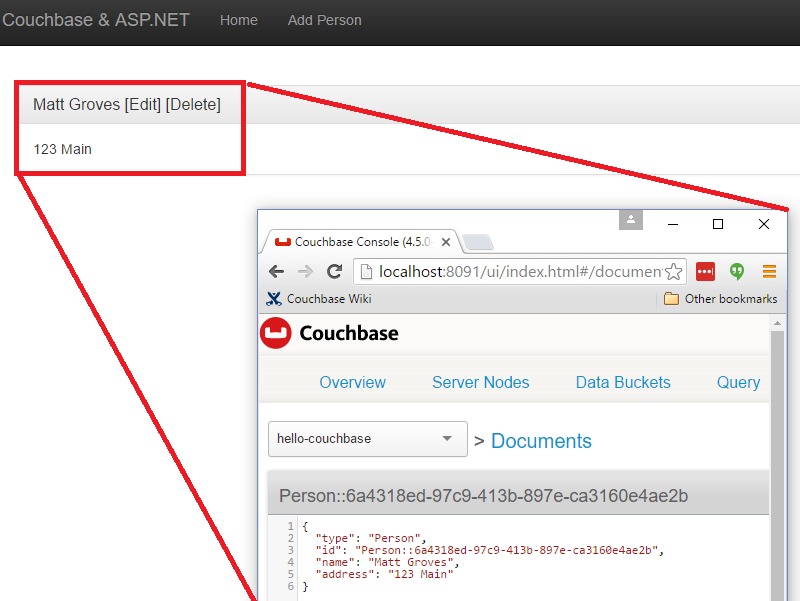 Couchbase & ASP.NET Home Add Person
Matt Groves [Edit] [Delete]
123 Main
Couchbase Console (4.5.0
localhost:8091/ui/index.html#/documen
Couchbase Wiki Other bookmarks
Couchbase
Overview Server Nodes Data Buckets Query
hello-couchbase > Documents
Person::6a4318ed-97c9-413b-897e-ca3160e4ae2b
1 {
2 "type": "Person",
3 "id": "Person::6a4318ed-97c9-413b-897e-ca3160e4ae2b",
4 "name": "Matt Groves",
5 "address": "123 Main"
6 }